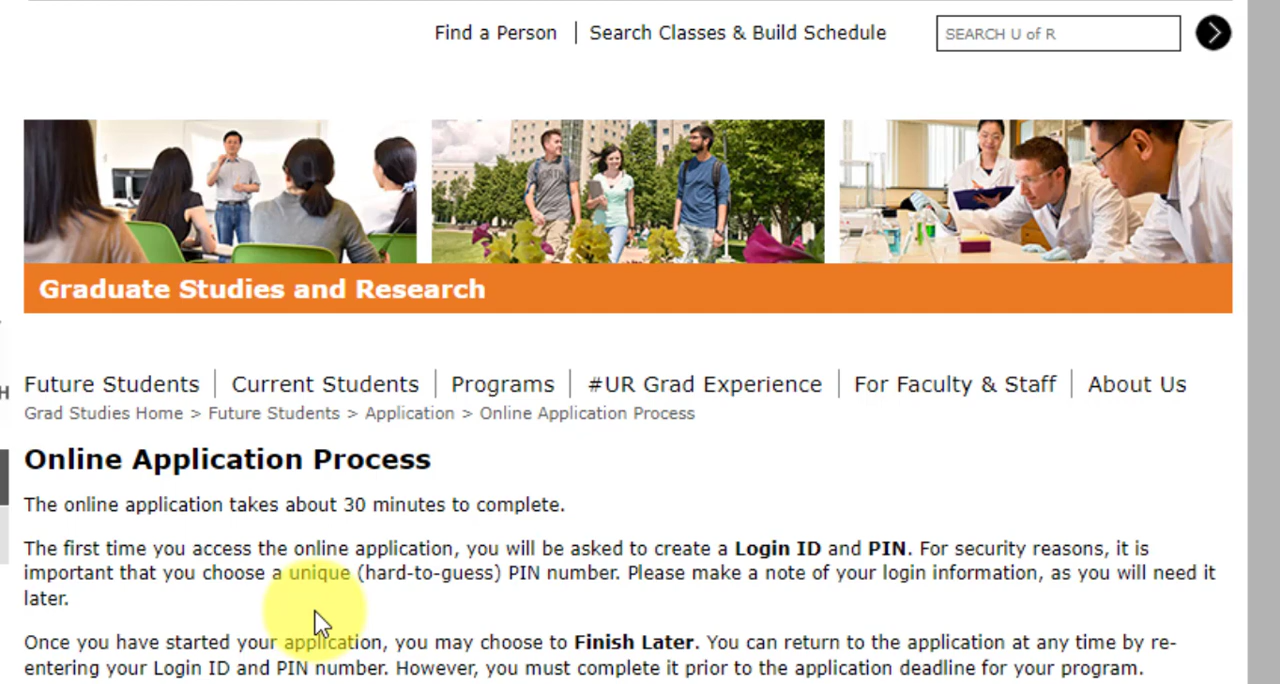 Find a Person | Search Classes & Build Schedule
SEARCH U of R
Graduate Studies and Research
Future Students | Current Students | Programs | #UR Grad Experience | For Faculty & Staff | About Us
Grad Studies Home > Future Students > Application > Online Application Process
Online Application Process
The online application takes about 30 minutes to complete.
The first time you access the online application, you will be asked to create a Login ID and PIN. For security reasons, it is
important that you choose a unique (hard-to-guess) PIN number. Please make a note of your login information, as you will need it
later.
Once you have started your application, you may choose to Finish Later. You can return to the application at any time by re-
entering your Login ID and PIN number. However, you must complete it prior to the application deadline for your program.